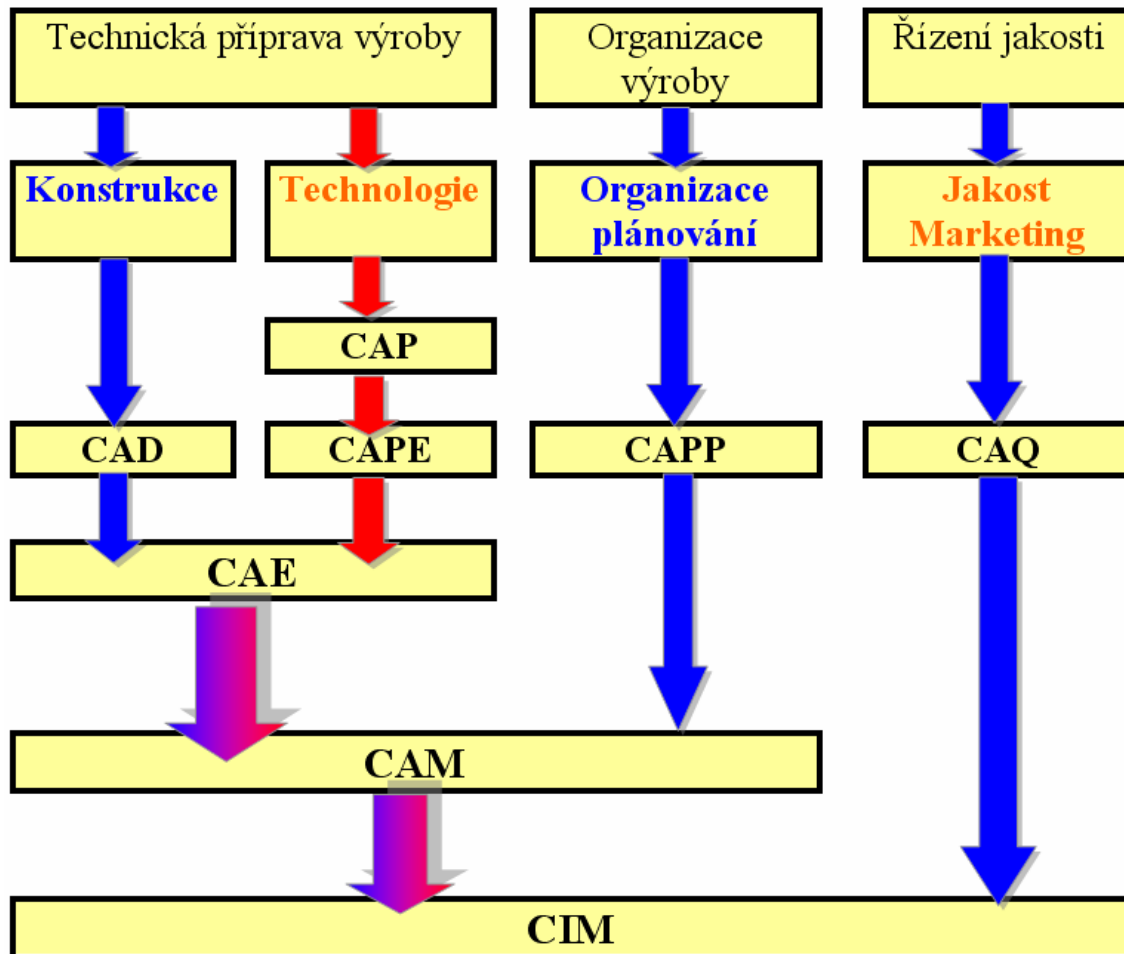 Technická příprava výroby
Organizace
výroby
Řízení jakosti
Konstrukce
Technologie
Organizace
plánování
Jakost
Marketing
CAP
CAD
CAPE
CAPP
CAQ
CAE
CAM
CIM